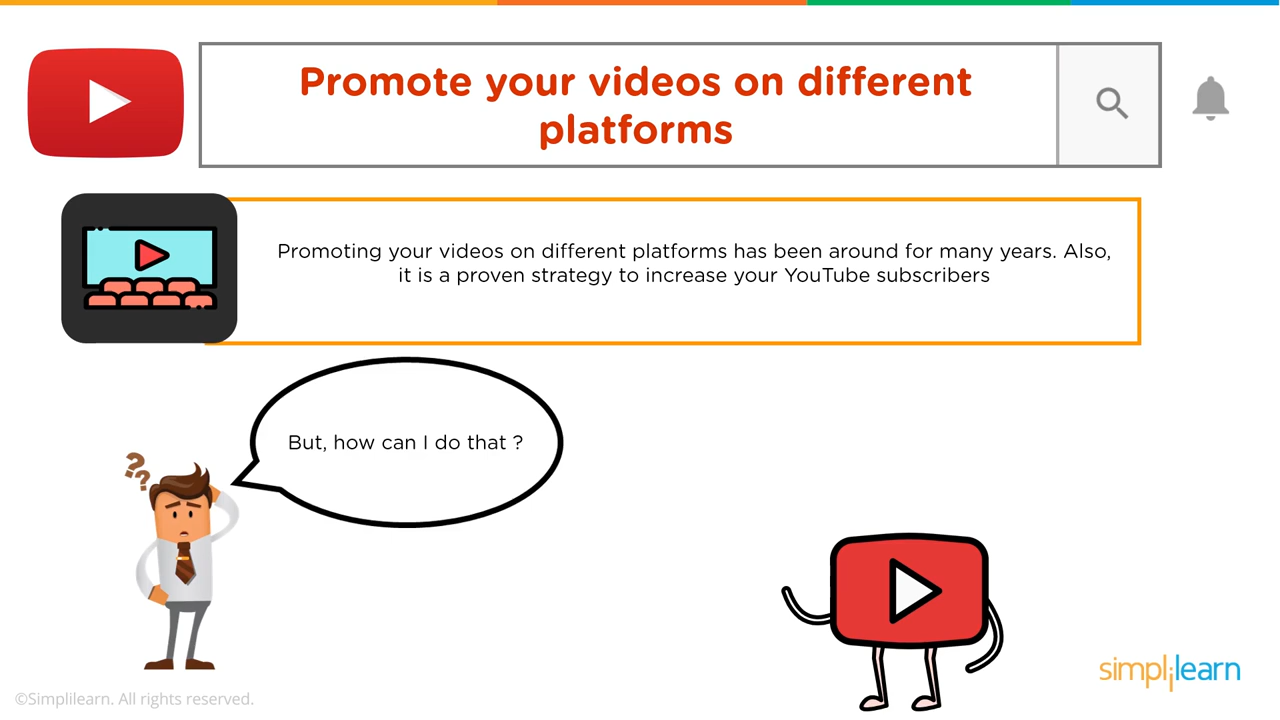 Promote your videos on different
platforms
Promoting your videos on different platforms has been around for many years. Also,
it is a proven strategy to increase your YouTube subscribers
But, how can I do that ?
??
simplilearn
©Simplilearn. All rights reserved.